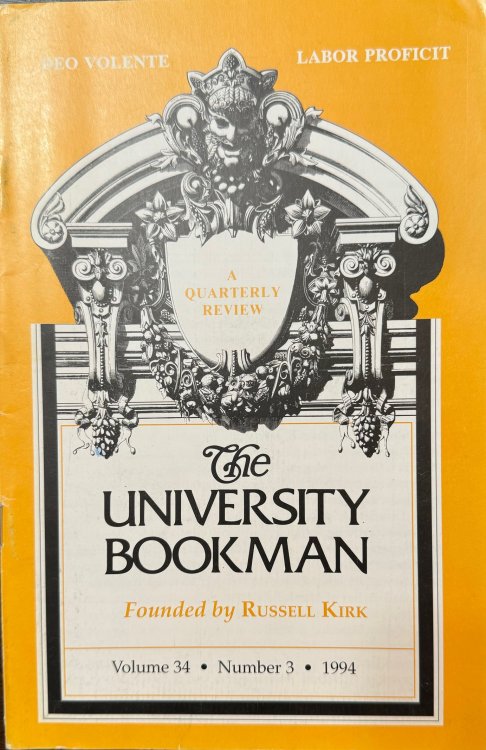 DEO VOLENTE
LABOR PROFICIT
A
QUARTERLY
REVIEW
The
UNIVERSITY
BOOKMAN
Founded by RUSSELL KIRK
Volume 34 • Number 3 • 1994